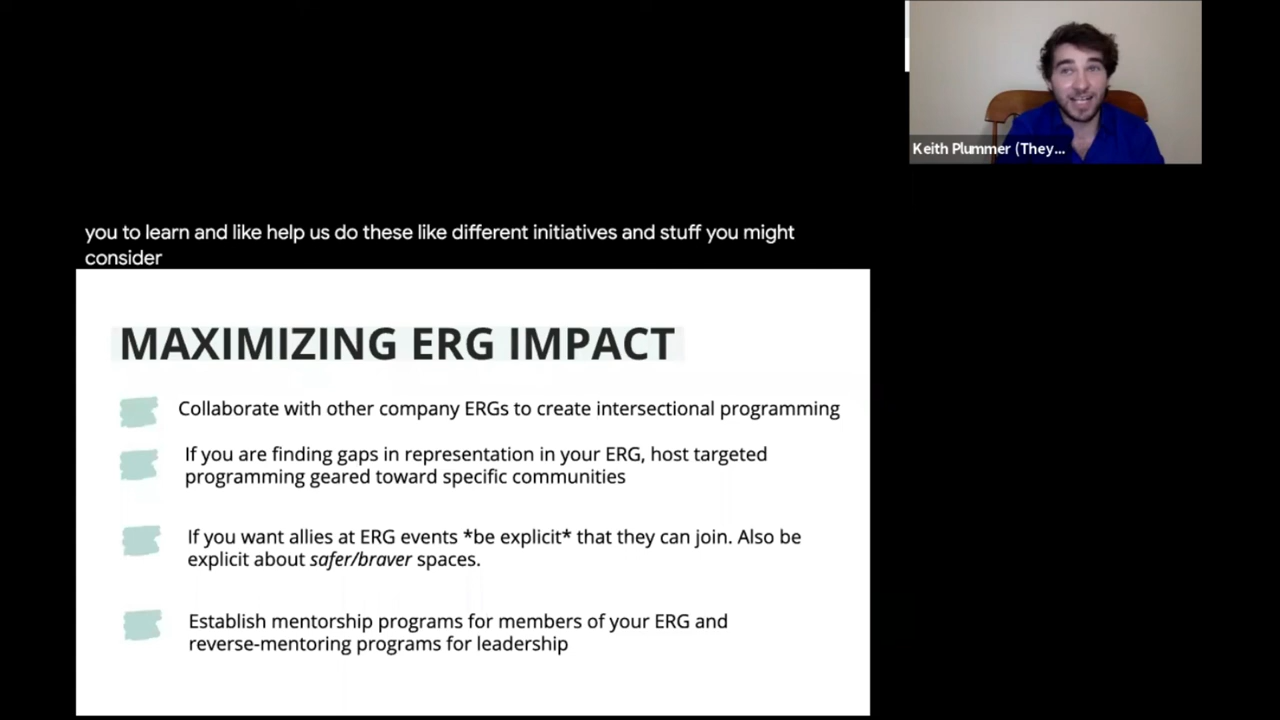 Keith Plummer (They...
you to learn and like help us do these like different initiatives and stuff you might
consider
MAXIMIZING ERG IMPACT
Collaborate with other company ERGs to create intersectional programming
If you are finding gaps in representation in your ERG, host targeted
programming geared toward specific communities
If you want allies at ERG events *be explicit* that they can join. Also be
explicit about safer/braver spaces.
Establish mentorship programs for members of your ERG and
reverse-mentoring programs for leadership